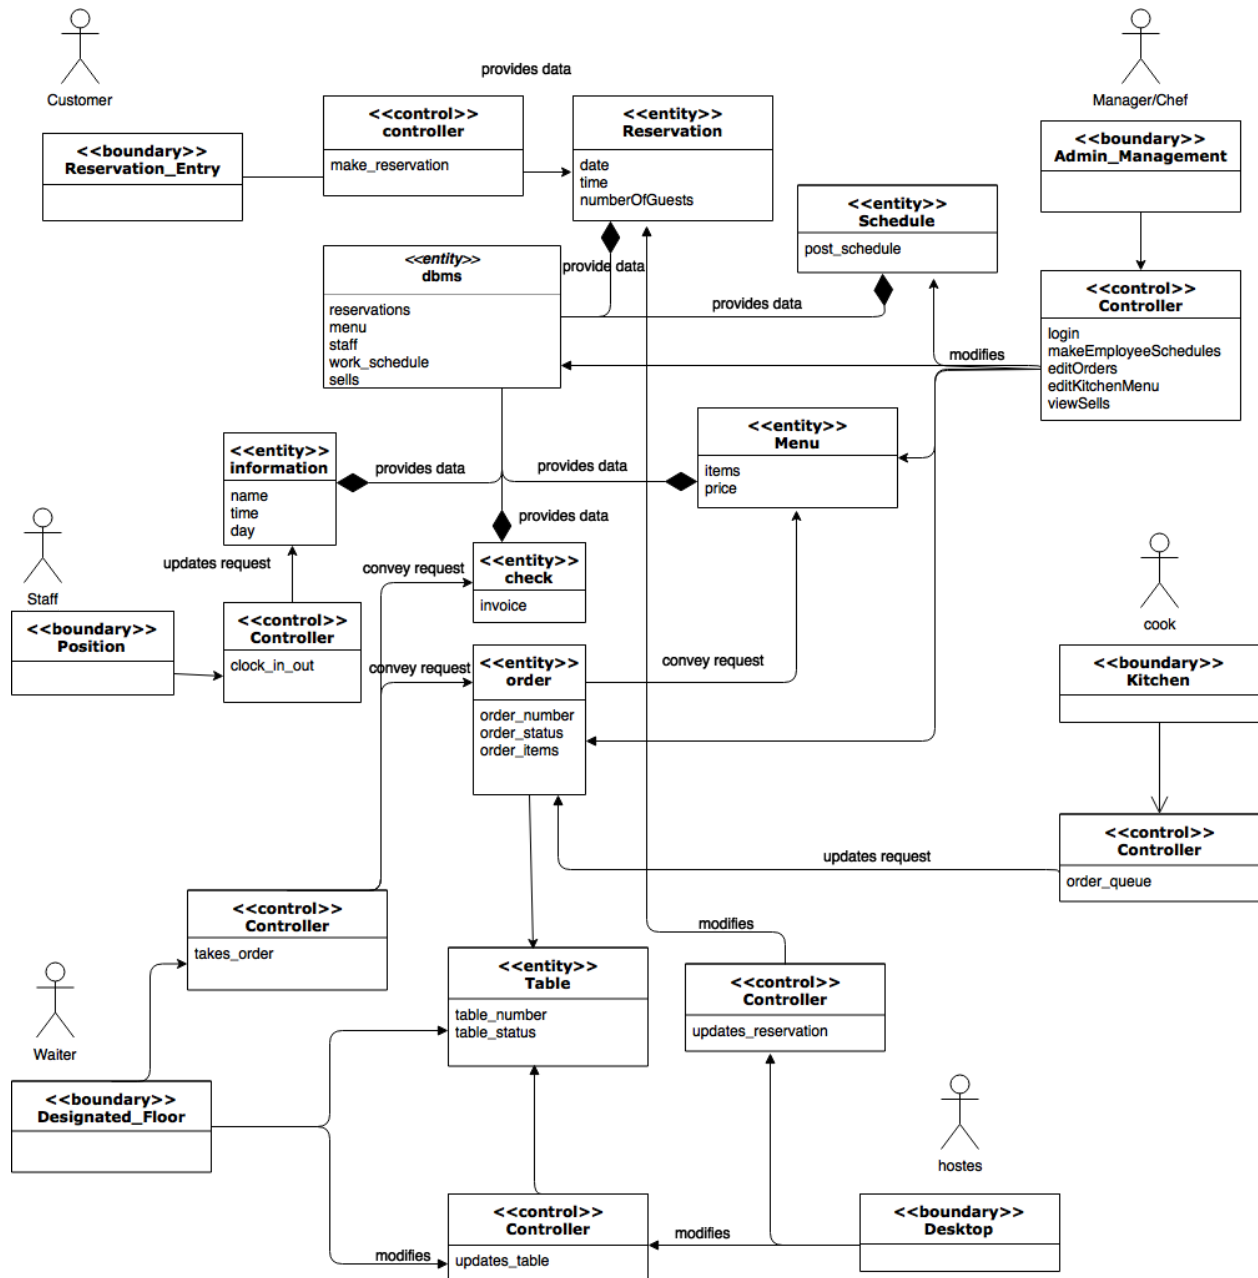 Customer
Manager/Chef
provides data
<<control>>
controller
make_reservation
<<entity>>
Reservation
date
time
numberOfGuests
<<boundary>>
Reservation_Entry
<<boundary>>
Admin_Management
<<entity>>
Schedule
post_schedule
<<entity>>
dbms
reservations
menu
staff
work_schedule
sells
provide data
provides data
<<control>>
Controller
login
makeEmployeeSchedules
editOrders
editKitchenMenu
viewSells
modifies
<<entity>>
Menu
items
price
<<entity>>
information
name
time
day
provides data
provides data
provides data
Staff
updates request
convey request
<<entity>>
check
invoice
cook
<<boundary>>
Position
<<control>>
Controller
clock_in_out
convey request
<<entity>>
order
order_number
order_status
order_items
convey request
<<boundary>>
Kitchen
updates request
<<control>>
Controller
order_queue
<<control>>
Controller
takes_order
modifies
Waiter
<<entity>>
Table
table_number
table_status
<<control>>
Controller
updates_reservation
<<boundary>>
Designated_Floor
hostes
modifies
<<control>>
Controller
updates_table
modifies
<<boundary>>
Desktop